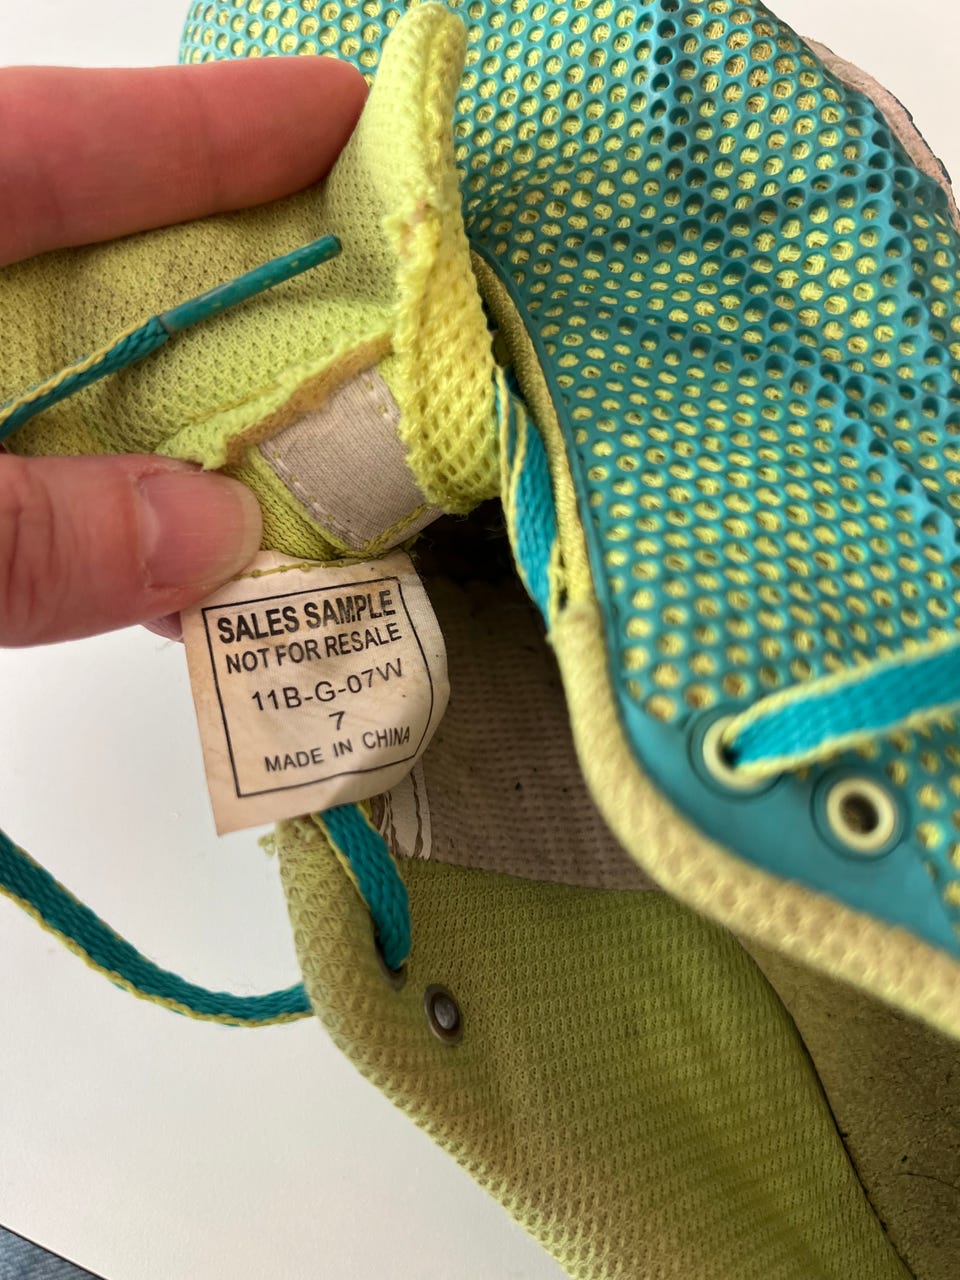 SALES SAMPLE
NOT FOR RESALE
11B-G-07W
7
MADE IN CHINA